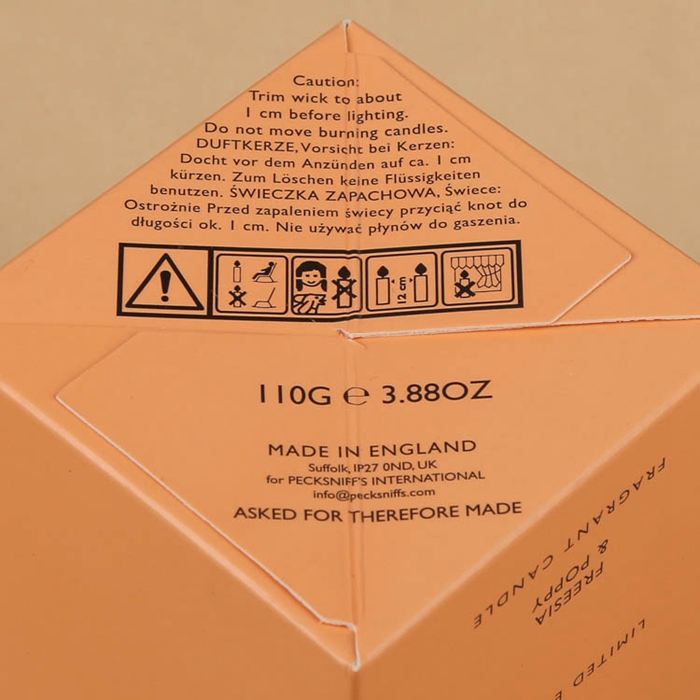 Caution:
Trim wick to about
1 cm before lighting.
Do not move burning candles.
DUFTKERZE, Vorsicht bei Kerzen:
Docht vor dem Anzünden auf ca. 1 cm
kürzen. Zum Löschen keine Flüssigkeiten
benutzen. ŚWIECZKA ZAPACHOWA, Świece:
Ostrożnie Przed zapaleniem świecy przyciąć knot do
długości ok. 1 cm. Nie używać płynów do gaszenia.
12 cm
110G ℮ 3.88OZ
MADE IN ENGLAND
Suffolk, IP27 0ND, UK
for PECKSNIFF'S INTERNATIONAL
info@pecksniffs.com
ASKED FOR THEREFORE MADE
FRAGRANT CANDLE
FREESIA
& POPPY
LIMITED